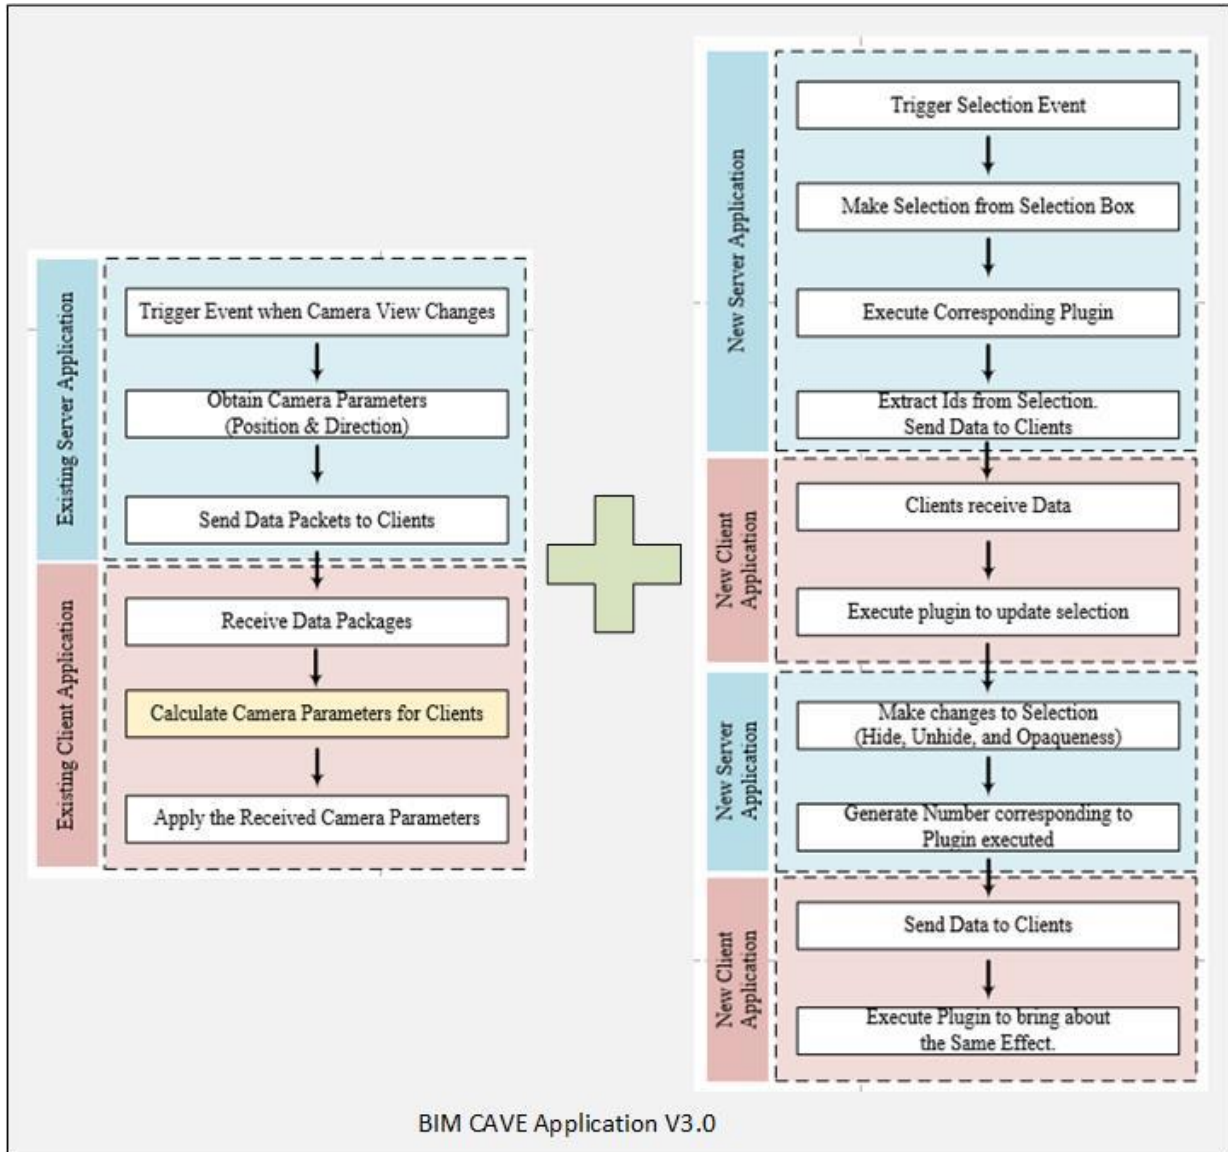 Existing Server Application
Trigger Event when Camera View Changes
Obtain Camera Parameters
(Position & Direction)
Send Data Packets to Clients
Existing Client Application
Receive Data Packages
Calculate Camera Parameters for Clients
Apply the Received Camera Parameters
New Server Application
Trigger Selection Event
Make Selection from Selection Box
Execute Corresponding Plugin
Extract Ids from Selection.
Send Data to Clients
New Client
Application
Clients receive Data
Execute plugin to update selection
New Server
Application
Make changes to Selection
(Hide, Unhide, and Opaqueness)
Generate Number corresponding to
Plugin executed
New Client
Application
Send Data to Clients
Execute Plugin to bring about
the Same Effect.
BIM CAVE Application V3.0